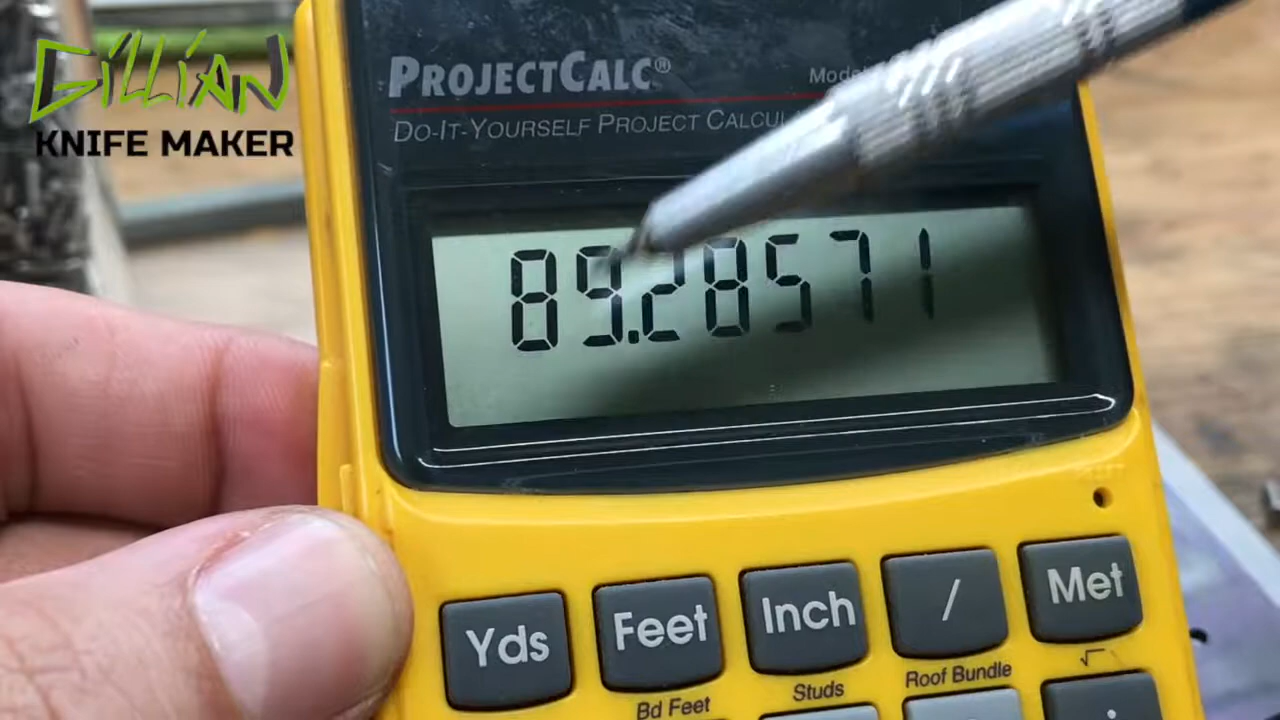 GiLLiAN
KNIFE MAKER
PROJECTCALC®
DO-IT-YOURSELF PROJECT
89.28571
Yds Feet Inch / Met
Bd Feet Studs Roof Bundle √